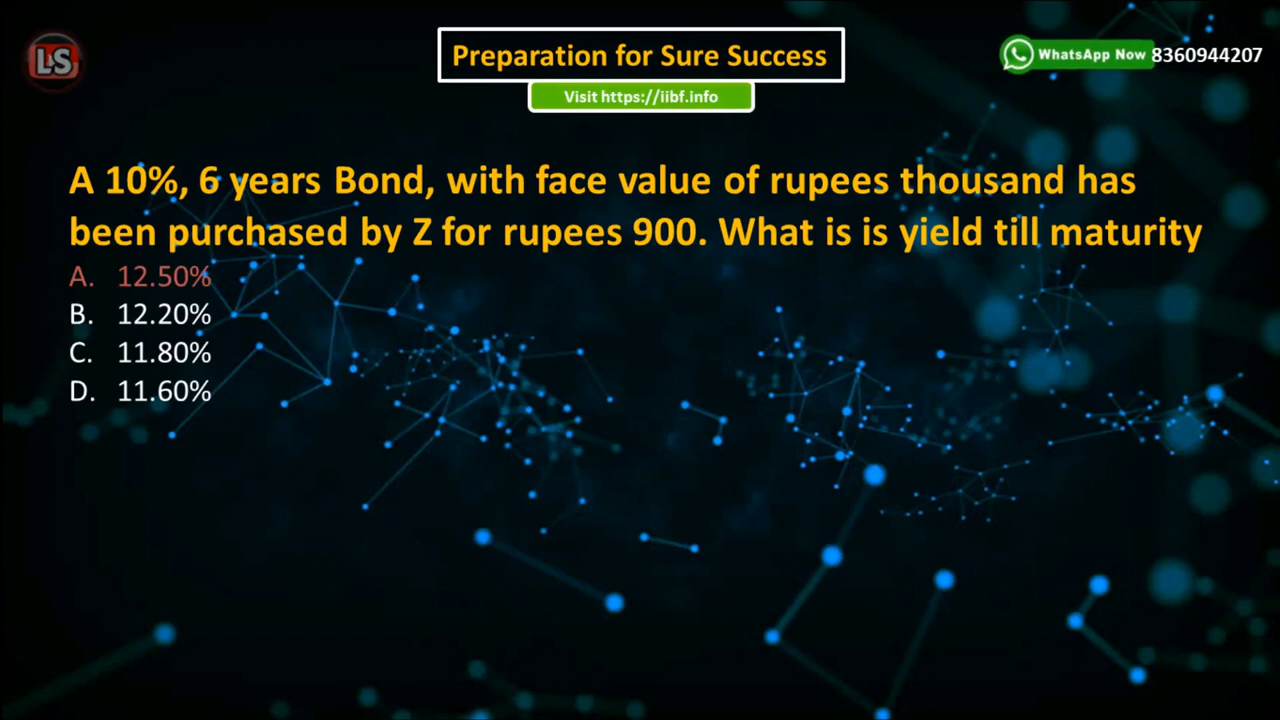 LS
Preparation for Sure Success
WhatsApp Now 8360944207
Visit https://iibf.info
A 10%, 6 years Bond, with face value of rupees thousand has
been purchased by Z for rupees 900. What is is yield till maturity
A. 12.50%
B. 12.20%
C. 11.80%
D. 11.60%